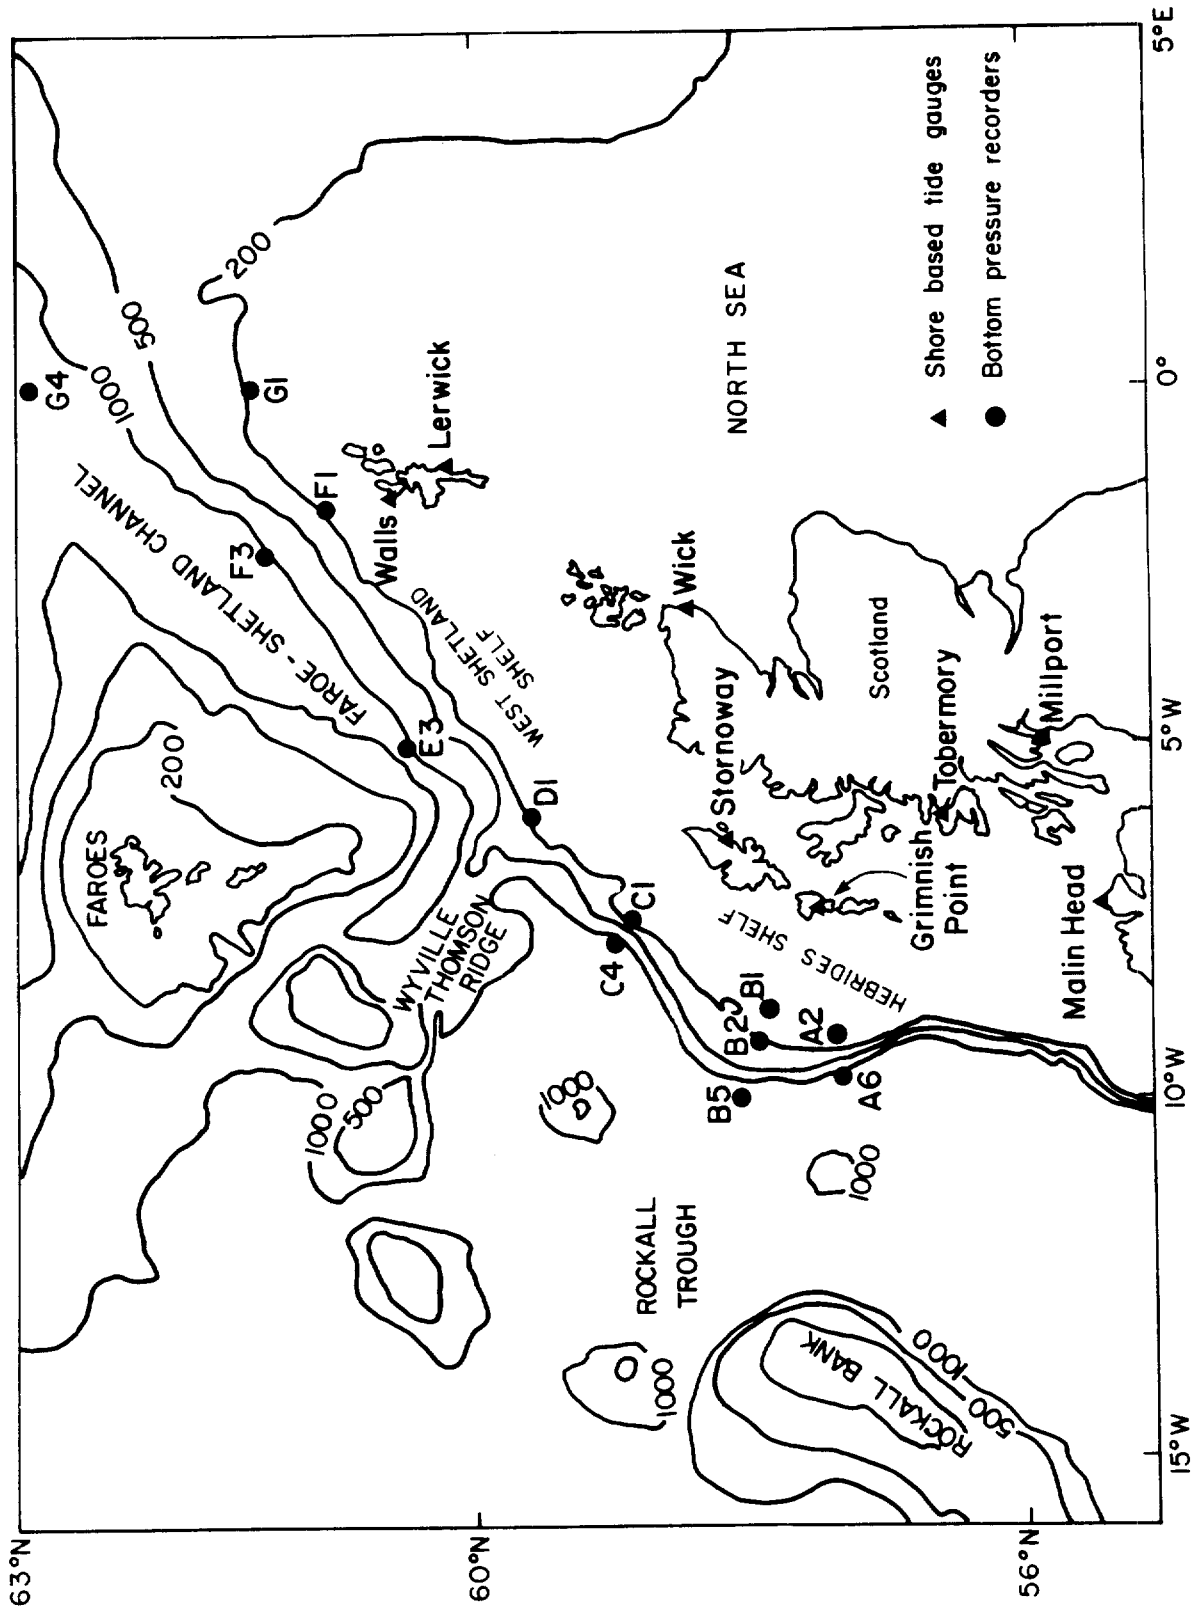 63°N
60°N
56°N
15°W
10°W
5°W
0°
5°E
FAROES
200
FAROE - SHETLAND CHANNEL
1000
500
200
G4
G1
F3
F1
E3
D1
C1
C4
B1
B2
B5
A2
A6
WEST SHETLAND
SHELF
HEBRIDES SHELF
WYVILLE
THOMSON
RIDGE
1000
500
1000
1000
1000
ROCKALL
TROUGH
ROCKALL BANK
500
1000
NORTH SEA
Walls
Lerwick
Wick
Stornoway
Scotland
Tobermory
Millport
Grimnish
Point
Malin Head
▲ Shore based tide gauges
● Bottom pressure recorders